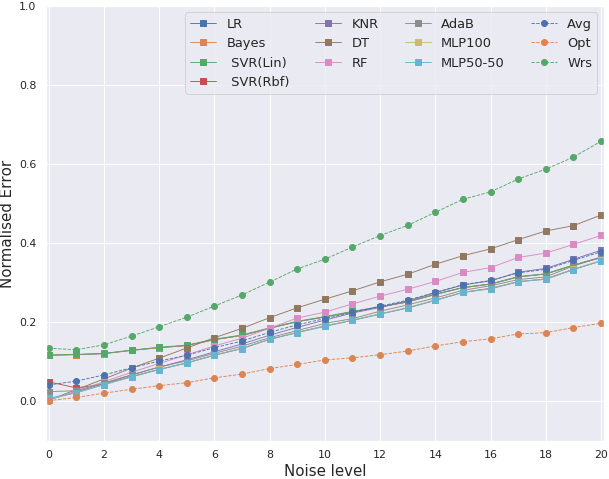 1.0
0.8
0.6
0.4
0.2
0.0
Normalised Error
LR
Bayes
SVR(Lin)
SVR(Rbf)
KNR
DT
RF
AdaB
MLP100
MLP50-50
Avg
Opt
Wrs
0 2 4 6 8 10 12 14 16 18 20
Noise level